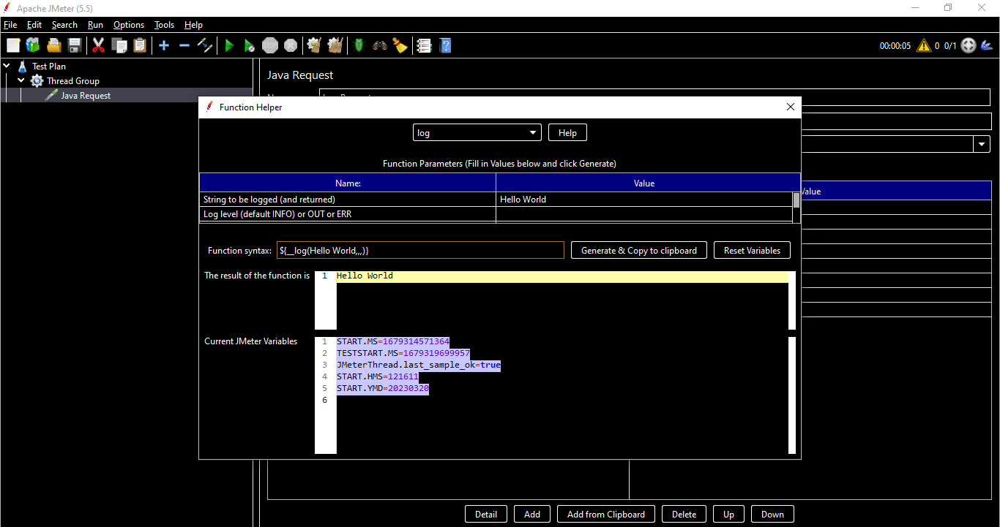 Apache JMeter (5.5)
File Edit Search Run Options Tools Help
00:00:05 0 0/1
Test Plan
Thread Group
Java Request
Java Request
Function Helper
log Help
Function Parameters (Fill in Values below and click Generate)
Name: Value
String to be logged (and returned) Hello World
Log level (default INFO) or OUT or ERR
Value
Function syntax: ${__log(Hello World,,,)} Generate & Copy to clipboard Reset Variables
The result of the function is 1 Hello World
Current JMeter Variables
1 START.MS=1679314571364
2 TESTSTART.MS=1679319699957
3 JMeterThread.last_sample_ok=true
4 START.HMS=121611
5 START.YMD=20230320
6
Detail Add Add from Clipboard Delete Up Down